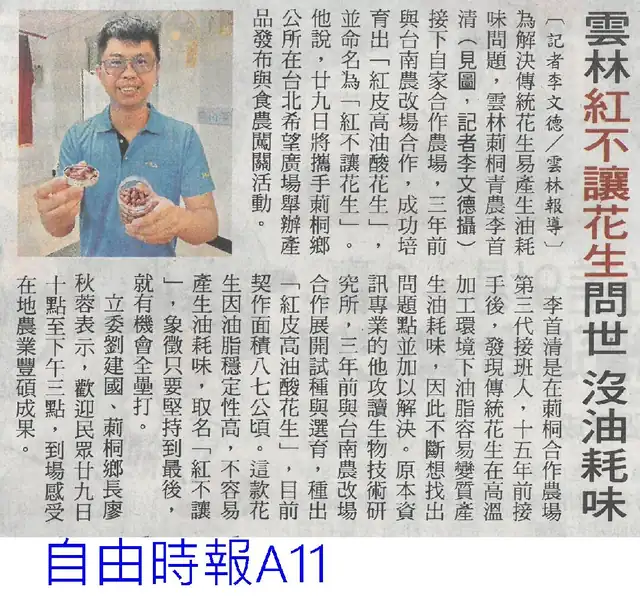 雲林紅不讓花生問世 沒油耗味
〔記者李文德／雲林報導〕
為解決傳統花生易產生油耗
味問題，雲林莿桐青農李首
清（見圖，記者李文德攝）
接下自家合作農場，三年前
與台南農改場合作，成功培
育出「紅皮高油酸花生」，
並命名為「紅不讓花生」。
他說，廿九日將攜手莿桐鄉
公所在台北希望廣場舉辦產
品發布與食農闖關活動。
李首清是在莿桐合作農場
第三代接班人，十五年前接
手後，發現傳統花生在高溫
加工環境下油脂容易變質產
生油耗味，因此不斷想找出
問題點並加以解決。原本資
訊專業的他攻讀生物技術研
究所，三年前與台南農改場
合作展開試種與選育，種出
「紅皮高油酸花生」，目前
契作面積八七公頃。這款花
生因油脂穩定性高，不容易
產生油耗味，取名「紅不讓
」，象徵只要堅持到最後，
就有機會全壘打。
立委劉建國、莿桐鄉長廖
秋蓉表示，歡迎民眾廿九日
十點至下午三點，到場感受
在地農業豐碩成果。
自由時報A11